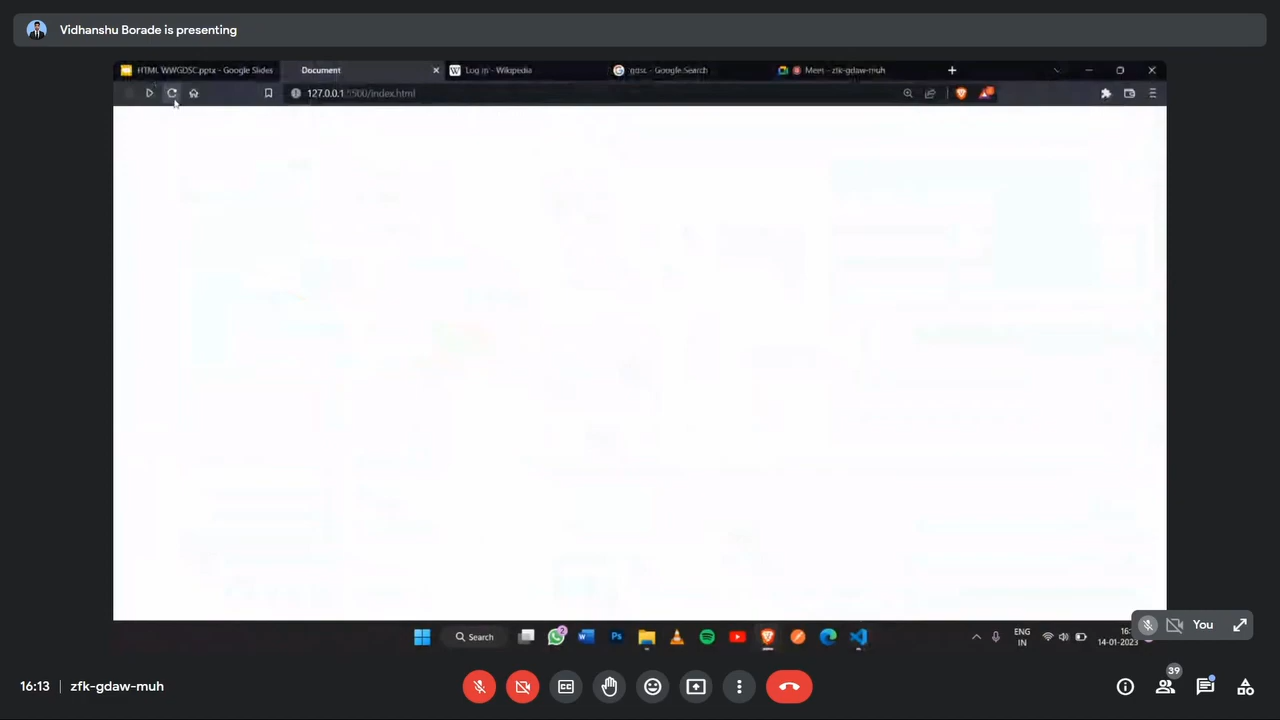 Vidhanshu Borade is presenting
HTML WWGDSC.pptx - Google Slides
Document
Log in - Wikipedia
gdsc - Google Search
Meet - zfk-gdaw-muh
127.0.0.1:5500/index.html
Search
2
ENG
IN
16:
14-01-2023
You
16:13 | zfk-gdaw-muh
39